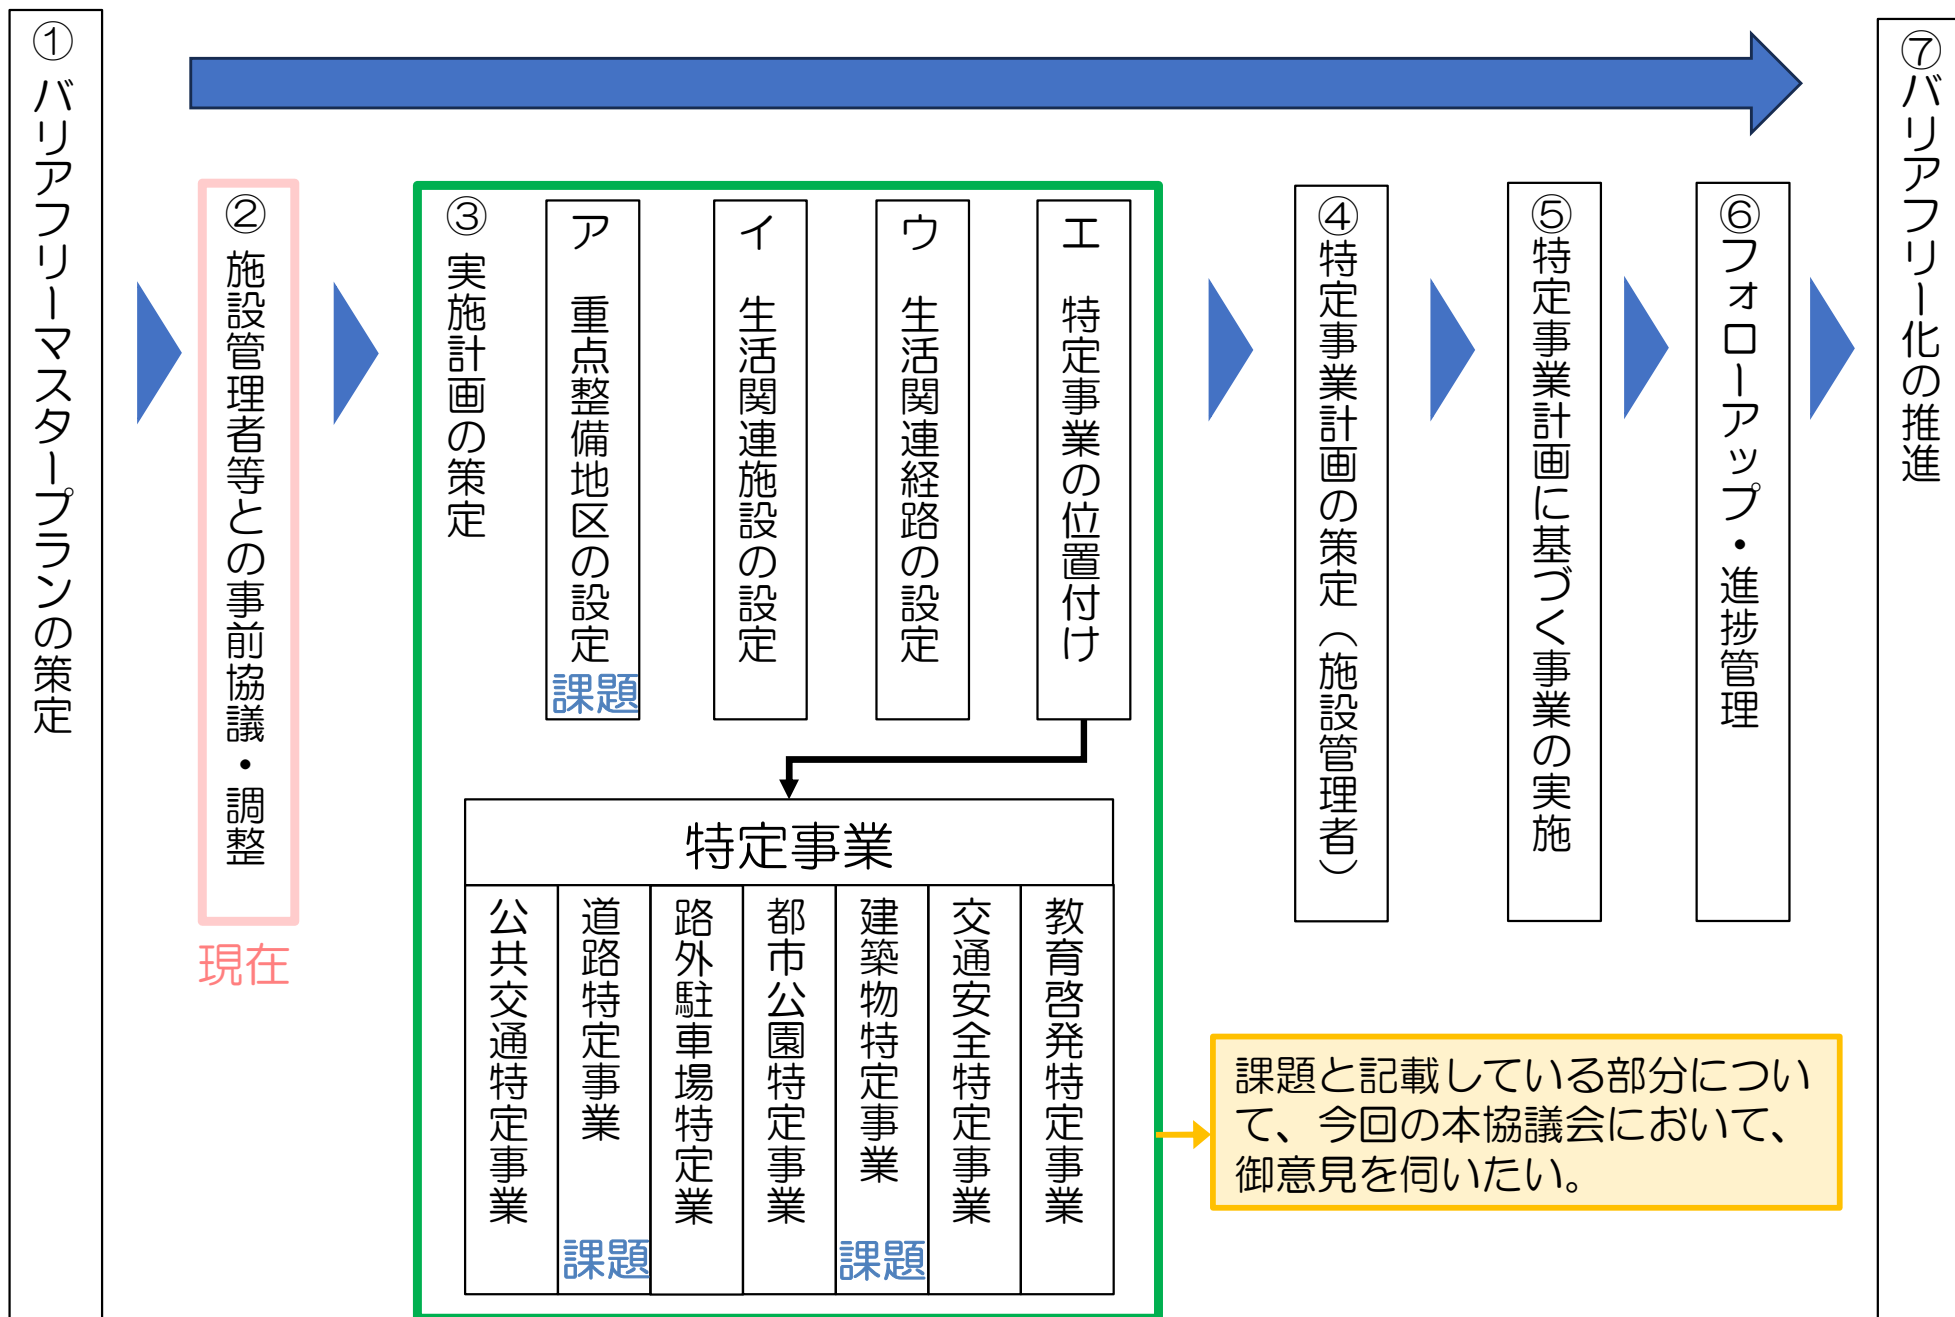 ① バリアフリーマスタープランの策定
② 施設管理者等との事前協議・調整
現在
③ 実施計画の策定
ア 重点整備地区の設定
課題
イ 生活関連施設の設定
ウ 生活関連経路の設定
エ 特定事業の位置付け
特定事業
公共交通特定事業
道路特定事業
課題
路外駐車場特定業
都市公園特定事業
建築物特定事業
課題
交通安全特定事業
教育啓発特定事業
④特定事業計画の策定（施設管理者）
⑤特定事業計画に基づく事業の実施
⑥フォローアップ・進捗管理
課題と記載している部分につい
て、今回の本協議会において、
御意見を伺いたい。
⑦バリアフリー化の推進